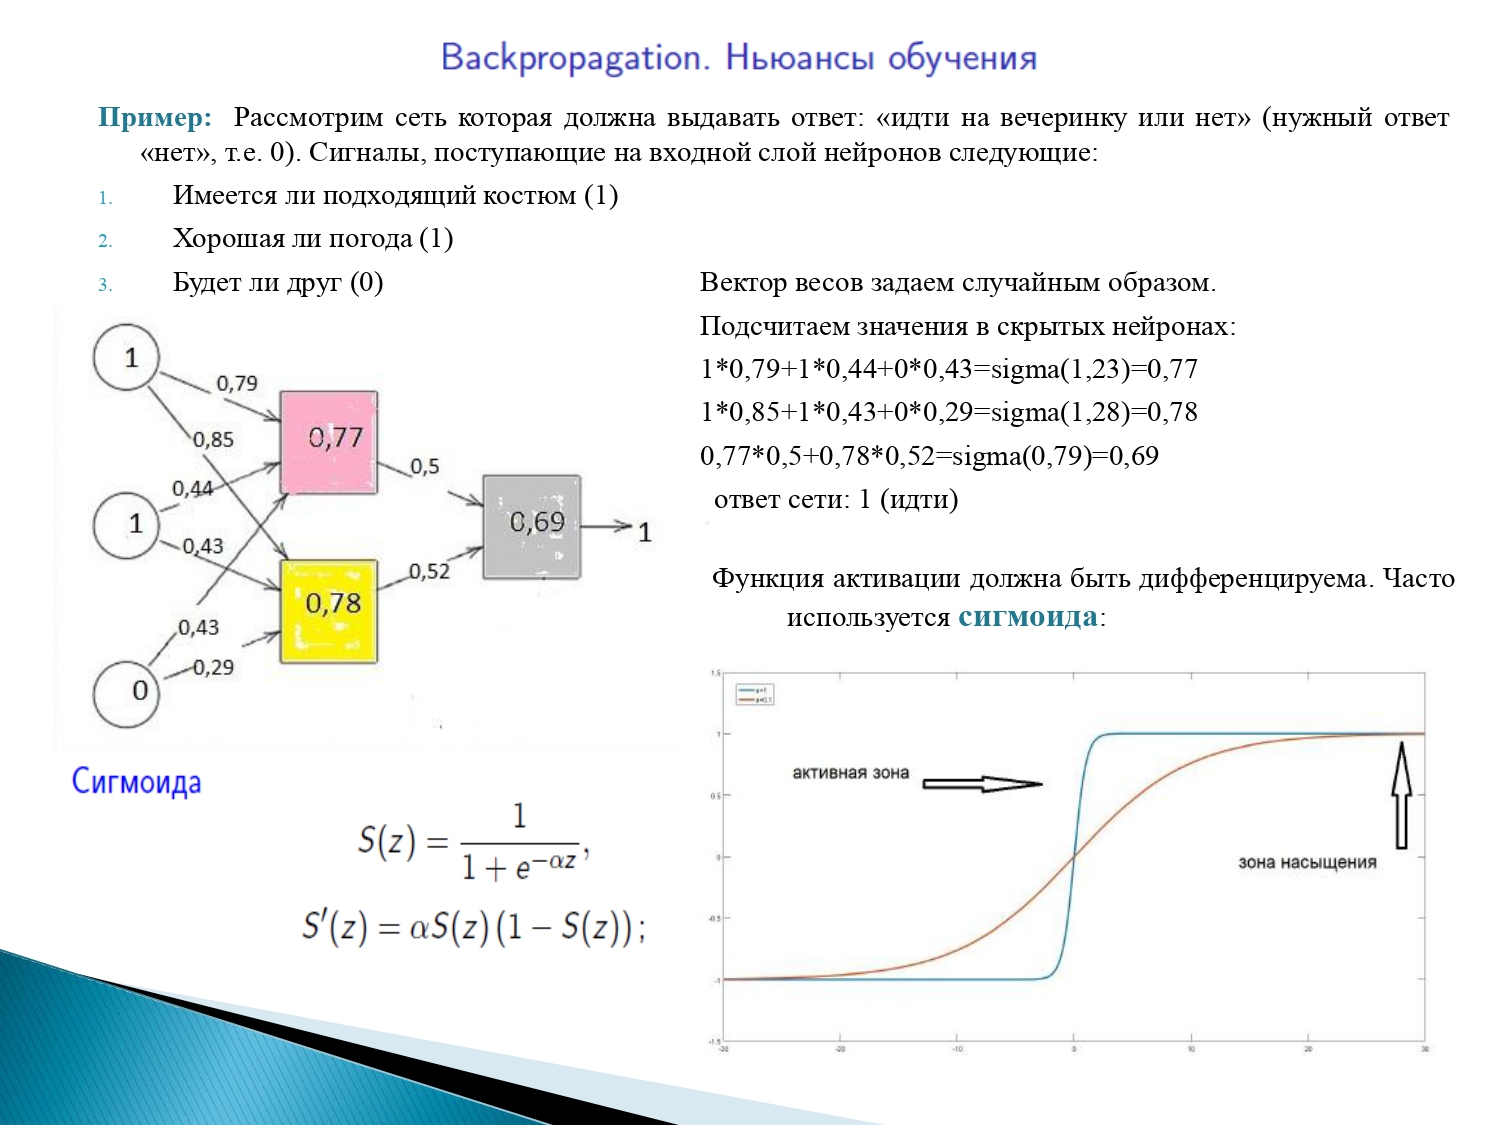 Backpropagation. Ньюансы обучения
Пример: Рассмотрим сеть которая должна выдавать ответ: «идти на вечеринку или нет» (нужный ответ
«нет», т.е. 0). Сигналы, поступающие на входной слой нейронов следующие:
1. Имеется ли подходящий костюм (1)
2. Хорошая ли погода (1)
3. Будет ли друг (0)
Вектор весов задаем случайным образом.
Подсчитаем значения в скрытых нейронах:
1*0,79+1*0,44+0*0,43=sigma(1,23)=0,77
1*0,85+1*0,43+0*0,29=sigma(1,28)=0,78
0,77*0,5+0,78*0,52=sigma(0,79)=0,69
ответ сети: 1 (идти)
1
0,79
0,85
0,77
0,5
0,44
1
0,69
1
0,43
0,52
0,78
0,43
0,29
0
Функция активации должна быть дифференцируема. Часто
используется сигмоида:
Сигмоида
S(z) = 1 / (1 + e^{−αz}),
S′(z) = αS(z)(1 − S(z));
1.5
1
0.5
0
-0.5
-1
-1.5
активная зона
зона насыщения
-30 -20 -10 0 10 20 30